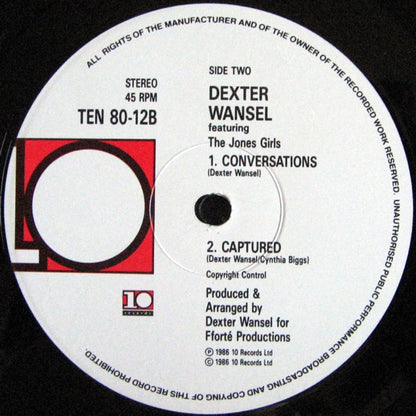 ALL RIGHTS OF THE MANUFACTURER AND OF THE OWNER OF THE RECORDED WORK RESERVED. UNAUTHORISED PUBLIC PERFORMANCE BROADCASTING AND COPYING OF THIS RECORD PROHIBITED.
STEREO
45 RPM
TEN 80-12B
SIDE TWO
DEXTER
WANSEL
featuring
The Jones Girls
1. CONVERSATIONS
(Dexter Wansel)
2. CAPTURED
(Dexter Wansel/Cynthia Biggs)
Copyright Control
Produced &
Arranged by
Dexter Wansel for
Fforté Productions
Ⓟ 1986 10 Records Ltd
© 1986 10 Records Ltd
10
10
records